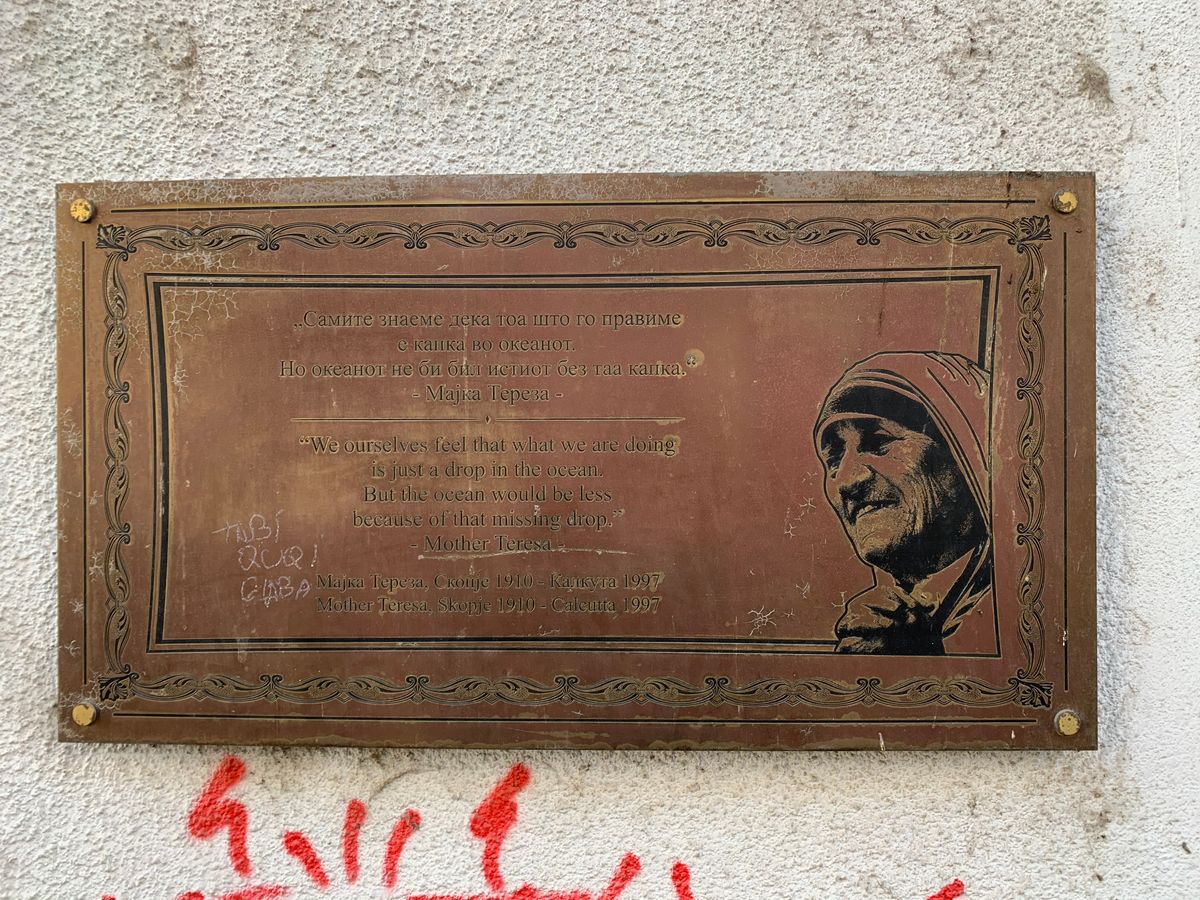 „Самите знаеме дека тоа што го правиме
е капка во океанот.
Но океанот не би бил истиот без таа капка.“
- Мајка Тереза -
“We ourselves feel that what we are doing
is just a drop in the ocean.
But the ocean would be less
because of that missing drop.”
- Mother Teresa -
Мајка Тереза, Скопје 1910 - Калкута 1997
Mother Teresa, Skopje 1910 - Calcutta 1997